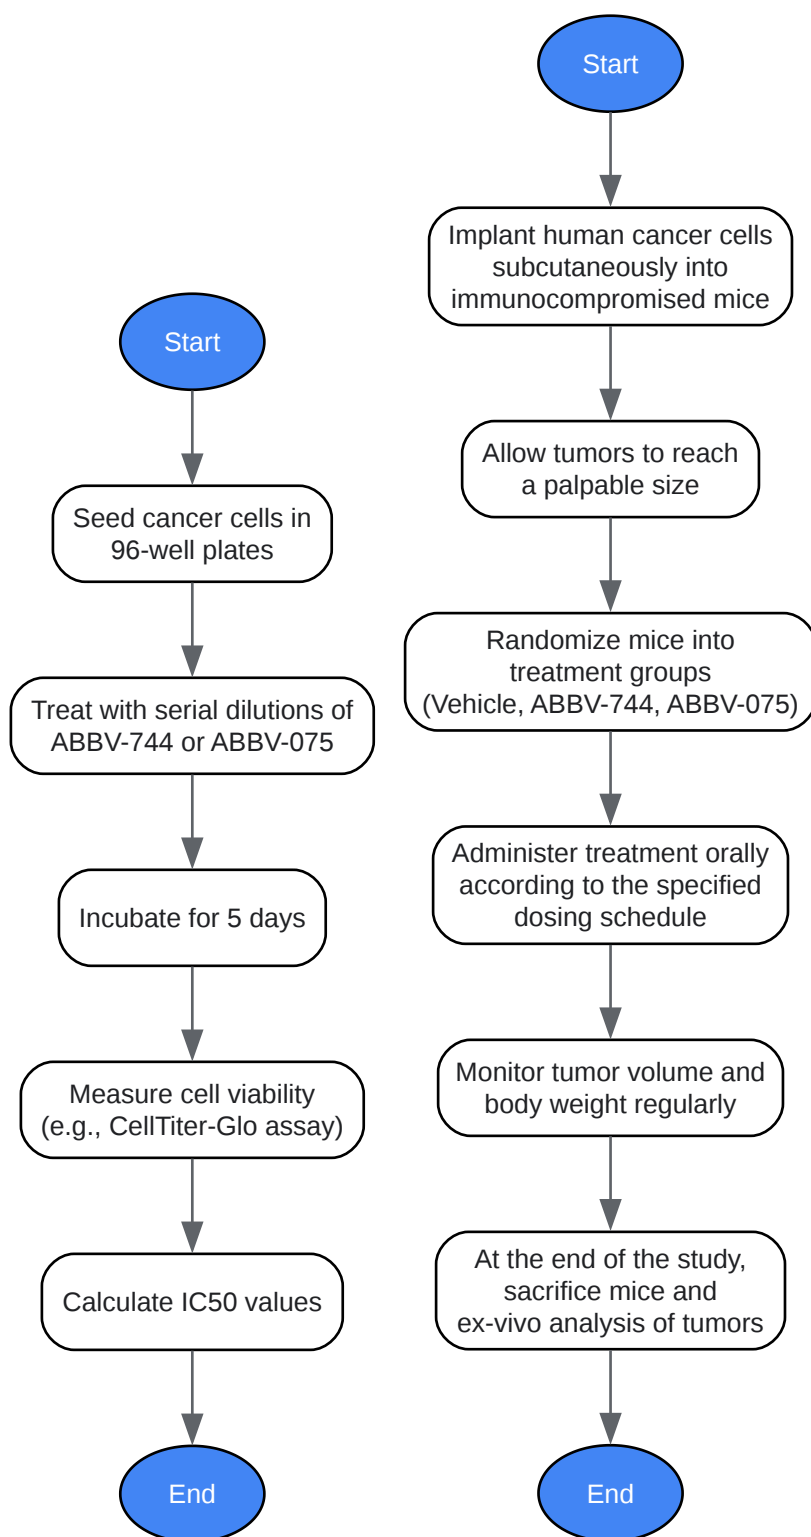 Start
Seed cancer cells in
96-well plates
Treat with serial dilutions of
ABBV-744 or ABBV-075
Incubate for 5 days
Measure cell viability
(e.g., CellTiter-Glo assay)
Calculate IC50 values
End
Start
Implant human cancer cells
subcutaneously into
immunocompromised mice
Allow tumors to reach
a palpable size
Randomize mice into
treatment groups
(Vehicle, ABBV-744, ABBV-075)
Administer treatment orally
according to the specified
dosing schedule
Monitor tumor volume and
body weight regularly
At the end of the study,
sacrifice mice and
ex-vivo analysis of tumors
End